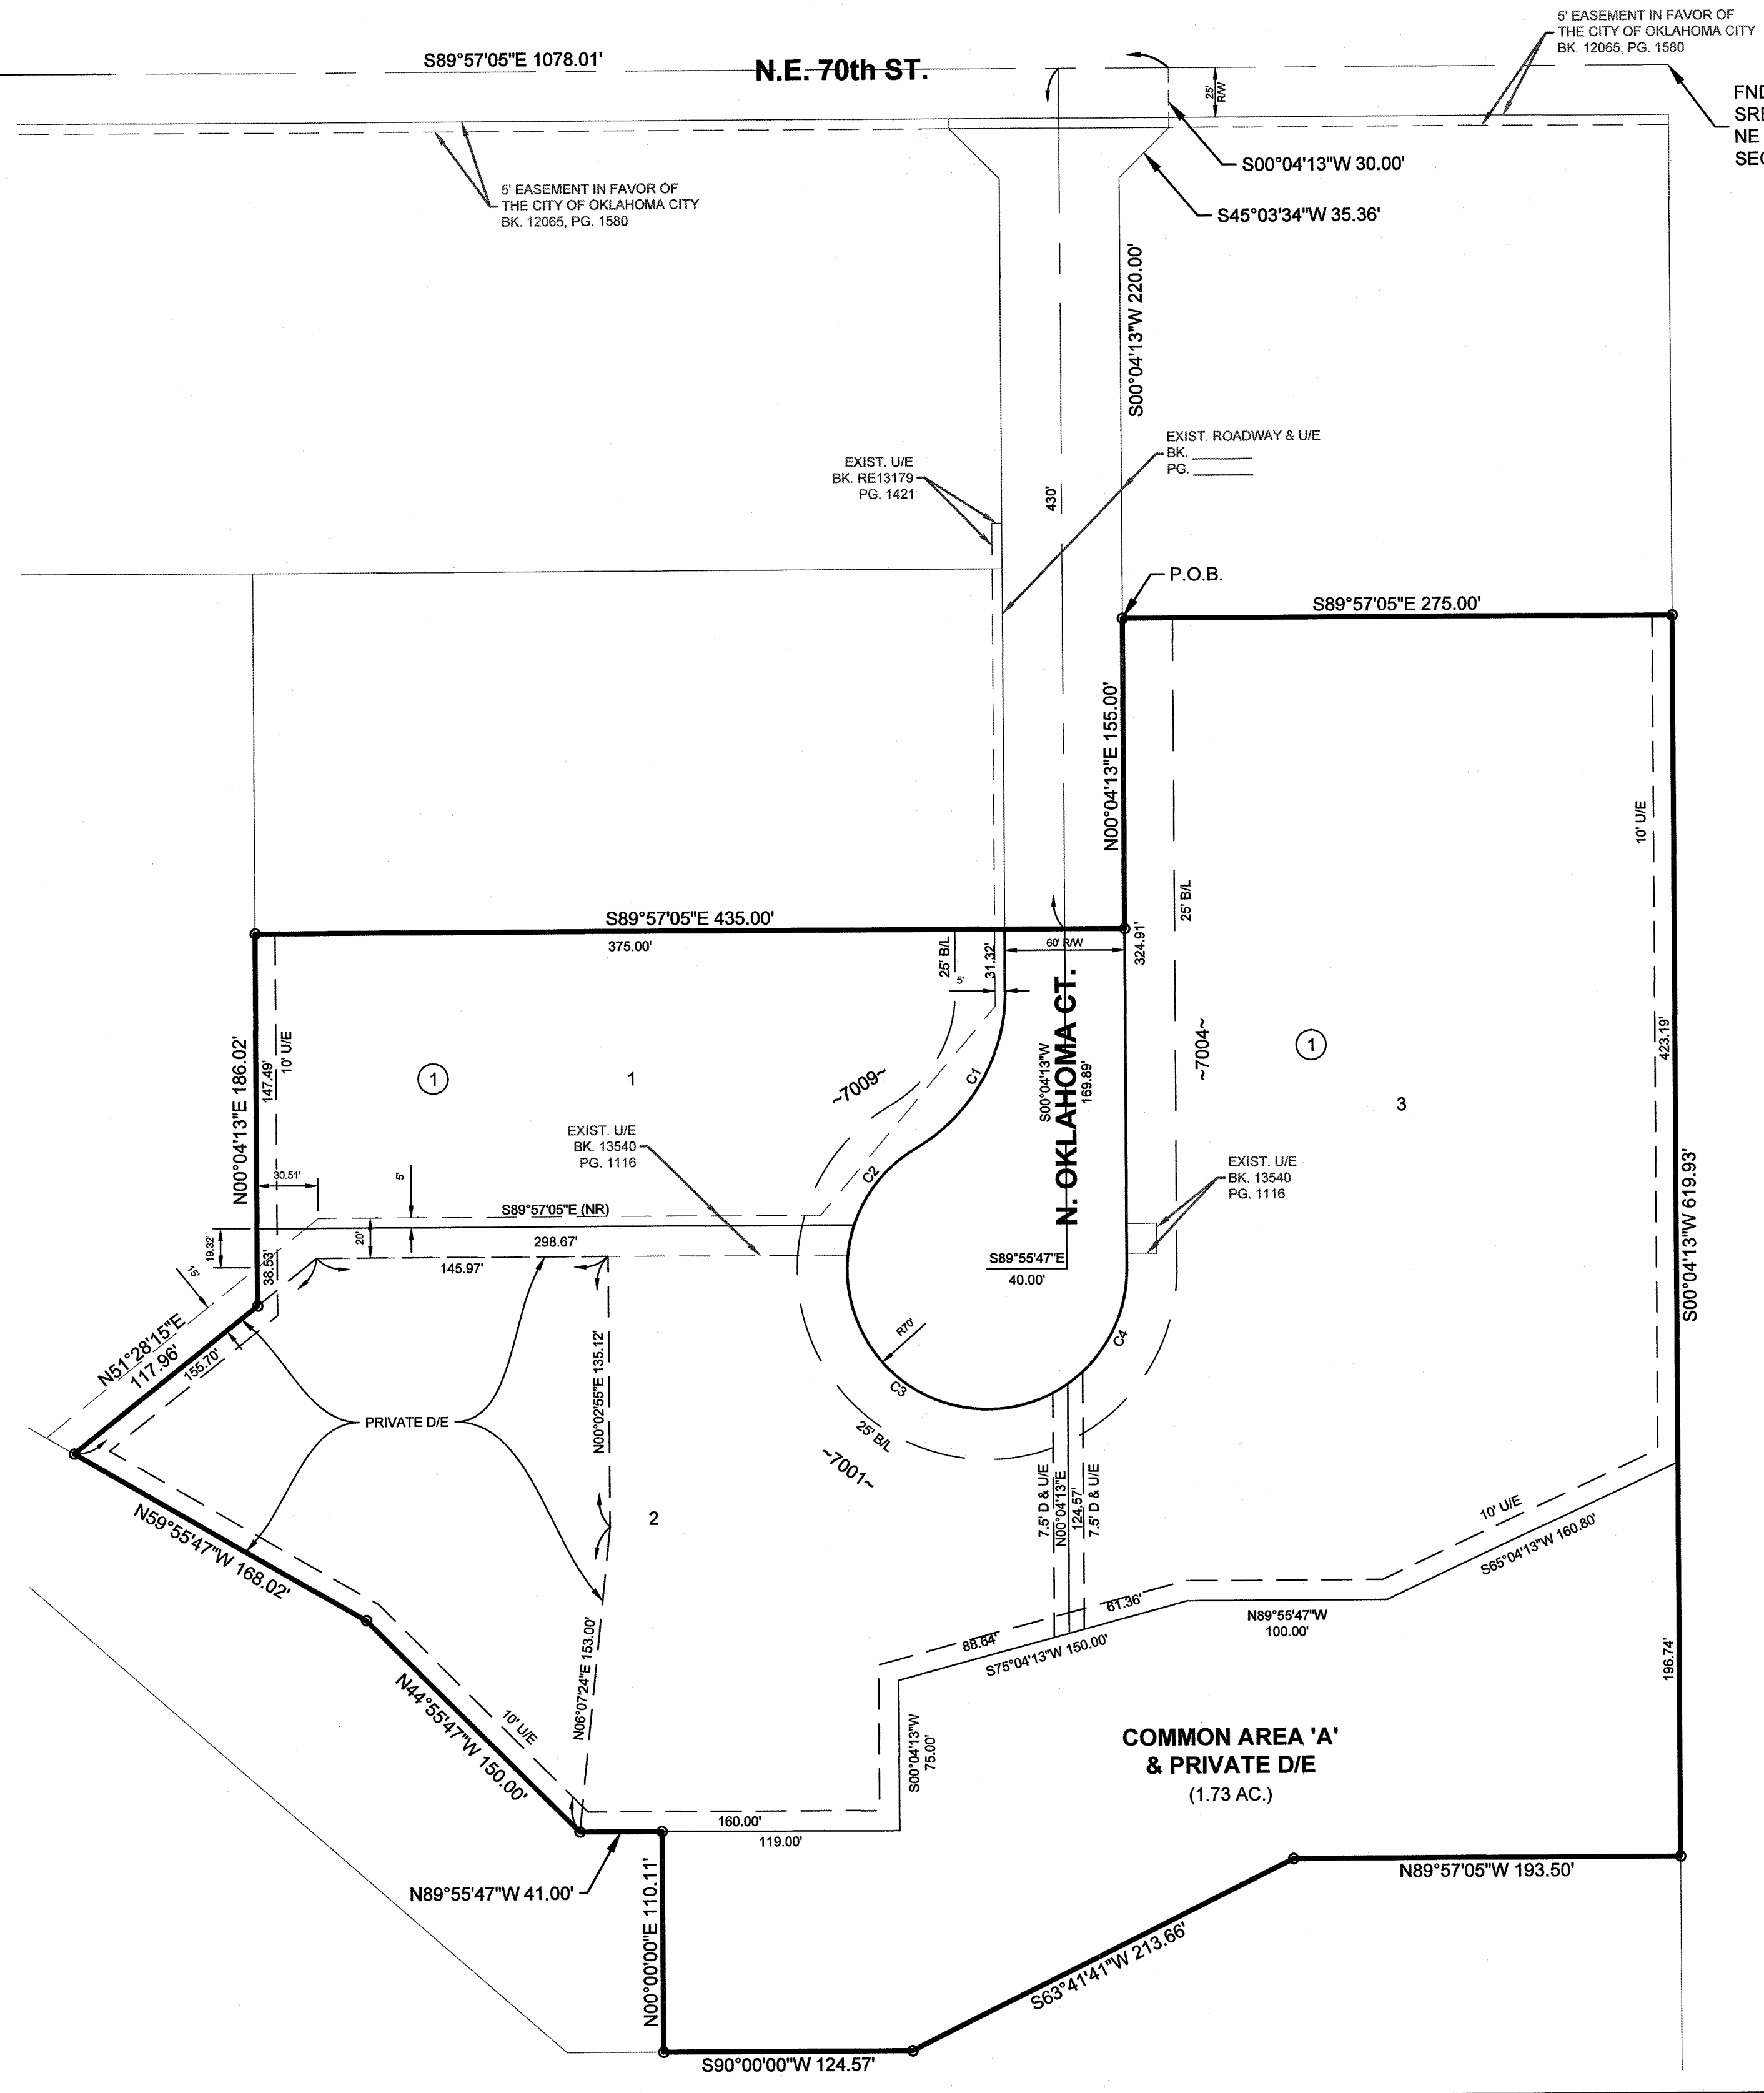 S89°57'05"E 1078.01'
N.E. 70th ST.
5' EASEMENT IN FAVOR OF
THE CITY OF OKLAHOMA CITY
BK. 12065, PG. 1580
25'
R/W
FND
SRE
NE
SEC
S00°04'13"W 30.00'
S45°03'34"W 35.36'
5' EASEMENT IN FAVOR OF
THE CITY OF OKLAHOMA CITY
BK. 12065, PG. 1580
S00°04'13"W 220.00'
EXIST. ROADWAY & U/E
BK.
PG.
EXIST. U/E
BK. RE13179
PG. 1421
430'
P.O.B.
S89°57'05"E 275.00'
N00°04'13"E 155.00'
10' U/E
25' B/L
S89°57'05"E 435.00'
375.00'
25' B/L
5'
31.32'
60' R/W
324.91'
N. OKLAHOMA CT.
S00°04'13"W
169.89'
~7004~
1
3
423.19'
N00°04'13"E 186.02'
147.49'
10' U/E
1
1
~7009~
C1
C2
EXIST. U/E
BK. 13540
PG. 1116
EXIST. U/E
BK. 13540
PG. 1116
30.51'
5'
S89°57'05"E (NR)
298.67'
20'
19.32'
38.53'
15'
145.97'
S89°55'47"E
40.00'
S00°04'13"W 619.93'
N51°28'15"E
117.96'
155.70'
N00°02'55"E 135.12'
R70'
C3
C4
PRIVATE D/E
25' B/L
~7001~
7.5' D & U/E
N00°04'13"E
124.57'
7.5' D & U/E
2
N59°55'47"W 168.02'
10' U/E
S65°04'13"W 160.80'
61.36'
88.64'
S75°04'13"W 150.00'
N89°55'47"W
100.00'
196.74'
N06°07'24"E 153.00'
N44°55'47"W 150.00'
10' U/E
S00°04'13"W
75.00'
COMMON AREA 'A'
& PRIVATE D/E
(1.73 AC.)
160.00'
119.00'
N89°55'47"W 41.00'
N89°57'05"W 193.50'
N00°00'00"E 110.11'
S63°41'41"W 213.66'
S90°00'00"W 124.57'